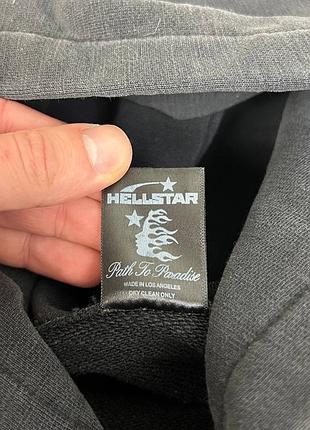 HELLSTAR
Path To Paradise
MADE IN LOS ANGELES
DRY CLEAN ONLY